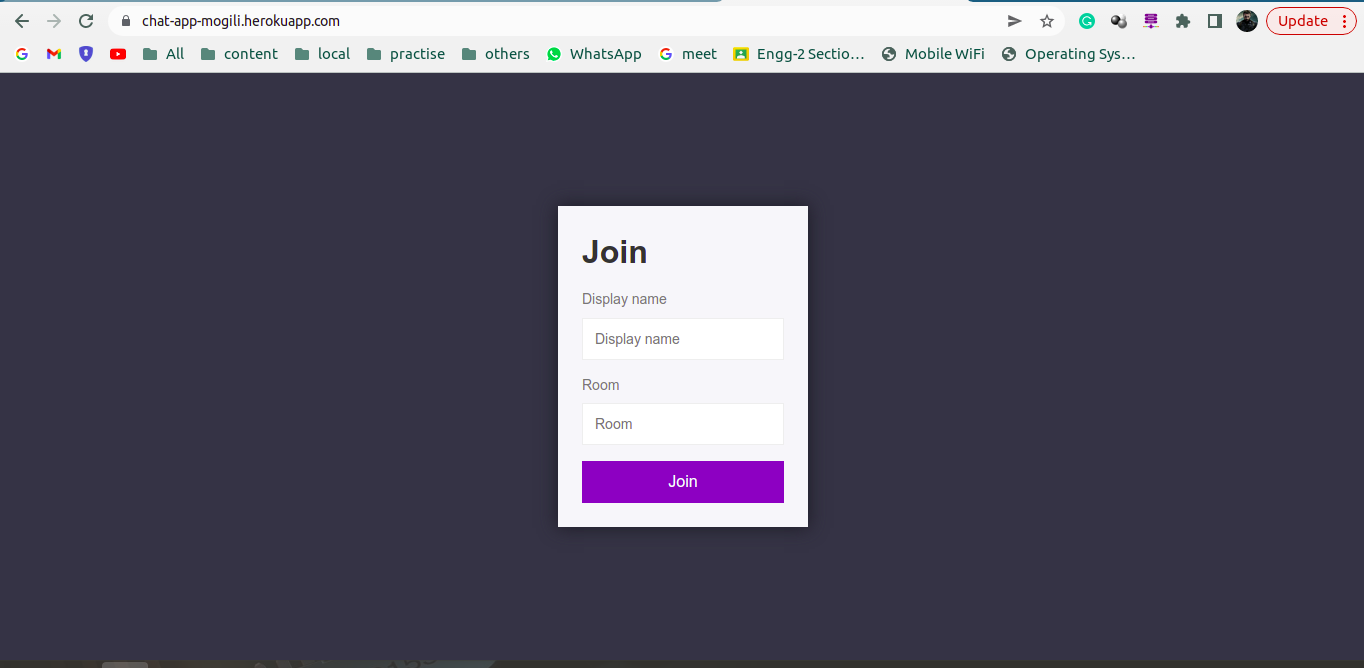 chat-app-mogili.herokuapp.com
Update
All content local practise others WhatsApp meet Engg-2 Sectio… Mobile WiFi Operating Sys…
Join
Display name
Display name
Room
Room
Join